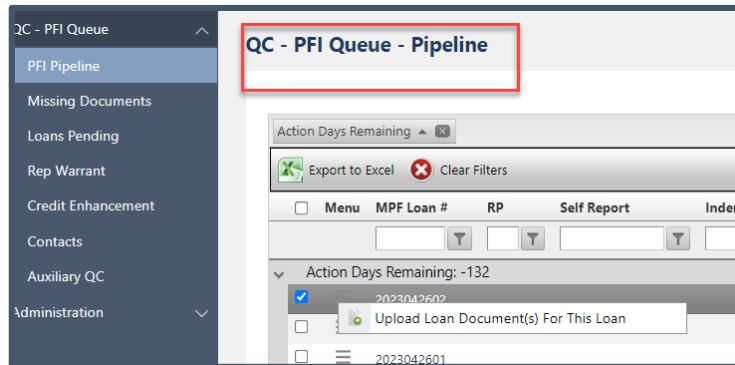 QC - PFI Queue
PFI Pipeline
Missing Documents
Loans Pending
Rep Warrant
Credit Enhancement
Contacts
Auxiliary QC
Administration
QC - PFI Queue - Pipeline
Action Days Remaining
Export to Excel Clear Filters
Menu MPF Loan # RP Self Report
Action Days Remaining: -132
2023042602
Upload Loan Document(s) For This Loan
2023042601